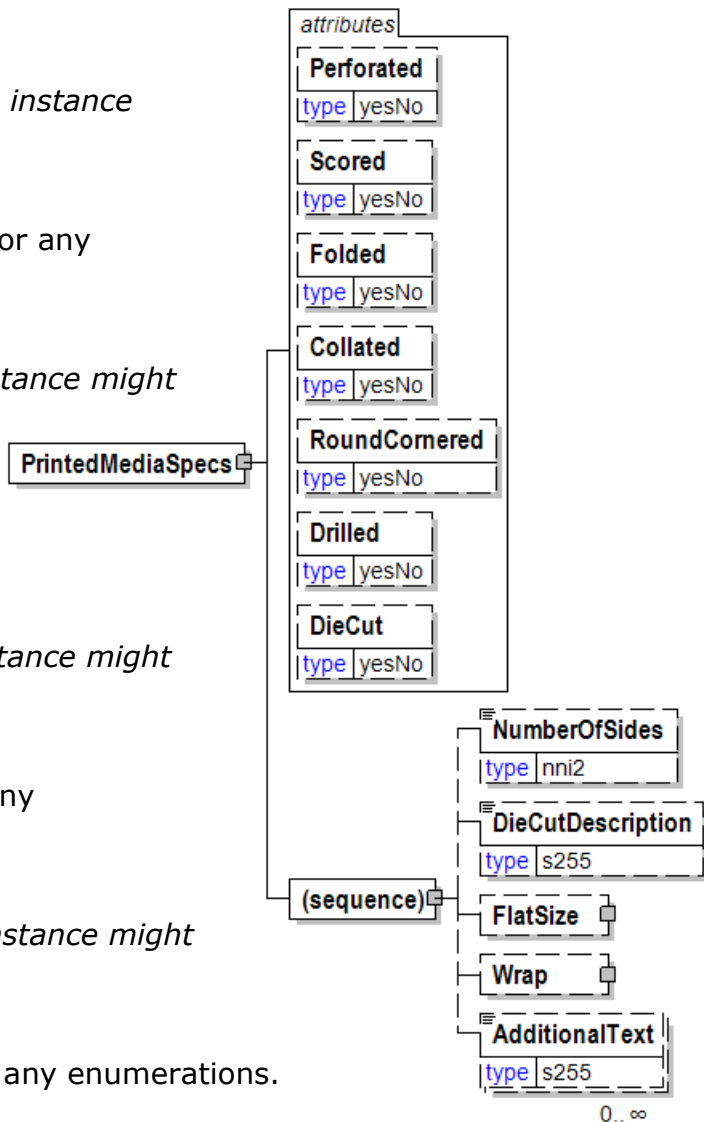 attributes
Perforated
type yesNo
instance
Scored
type yesNo
or any
Folded
type yesNo
Collated
tance might
type yesNo
RoundCornered
PrintedMediaSpecs
type yesNo
Drilled
type yesNo
DieCut
tance might
type yesNo
NumberOfSides
type nni2
ny
DieCutDescription
type s255
(sequence)
FlatSize
nstance might
Wrap
AdditionalText
any enumerations.
type s255
0..∞